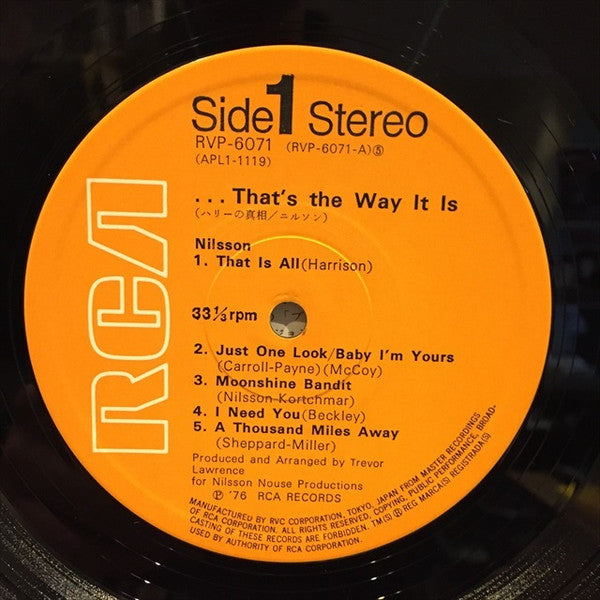 Side 1 Stereo
RVP-6071 (RVP-6071-A)⑤
(APL1-1119)
RCA
...That's the Way It Is
(ハリーの真相/ニルソン)
Nilsson
1. That Is All(Harrison)
33⅓rpm
2. Just One Look/Baby I'm Yours
(Carroll-Payne)(McCoy)
3. Moonshine Bandit
(Nilsson Kortchmar)
4. I Need You(Beckley)
5. A Thousand Miles Away
(Sheppard-Miller)
Produced and Arranged by Trevor
Lawrence
for Nilsson Nouse Productions
Ⓟ '76 RCA RECORDS
MANUFACTURED BY RVC CORPORATION, TOKYO, JAPAN FROM MASTER RECORDINGS
OF RCA CORPORATION. ALL RIGHTS RESERVED, COPYING, PUBLIC PERFORMANCE, BROAD-
CASTING OF THESE RECORDS ARE FORBIDDEN. TM(S) Ⓡ REG MARCA(S) REGISTRADA(S)
USED BY AUTHORITY OF RCA CORPORATION.